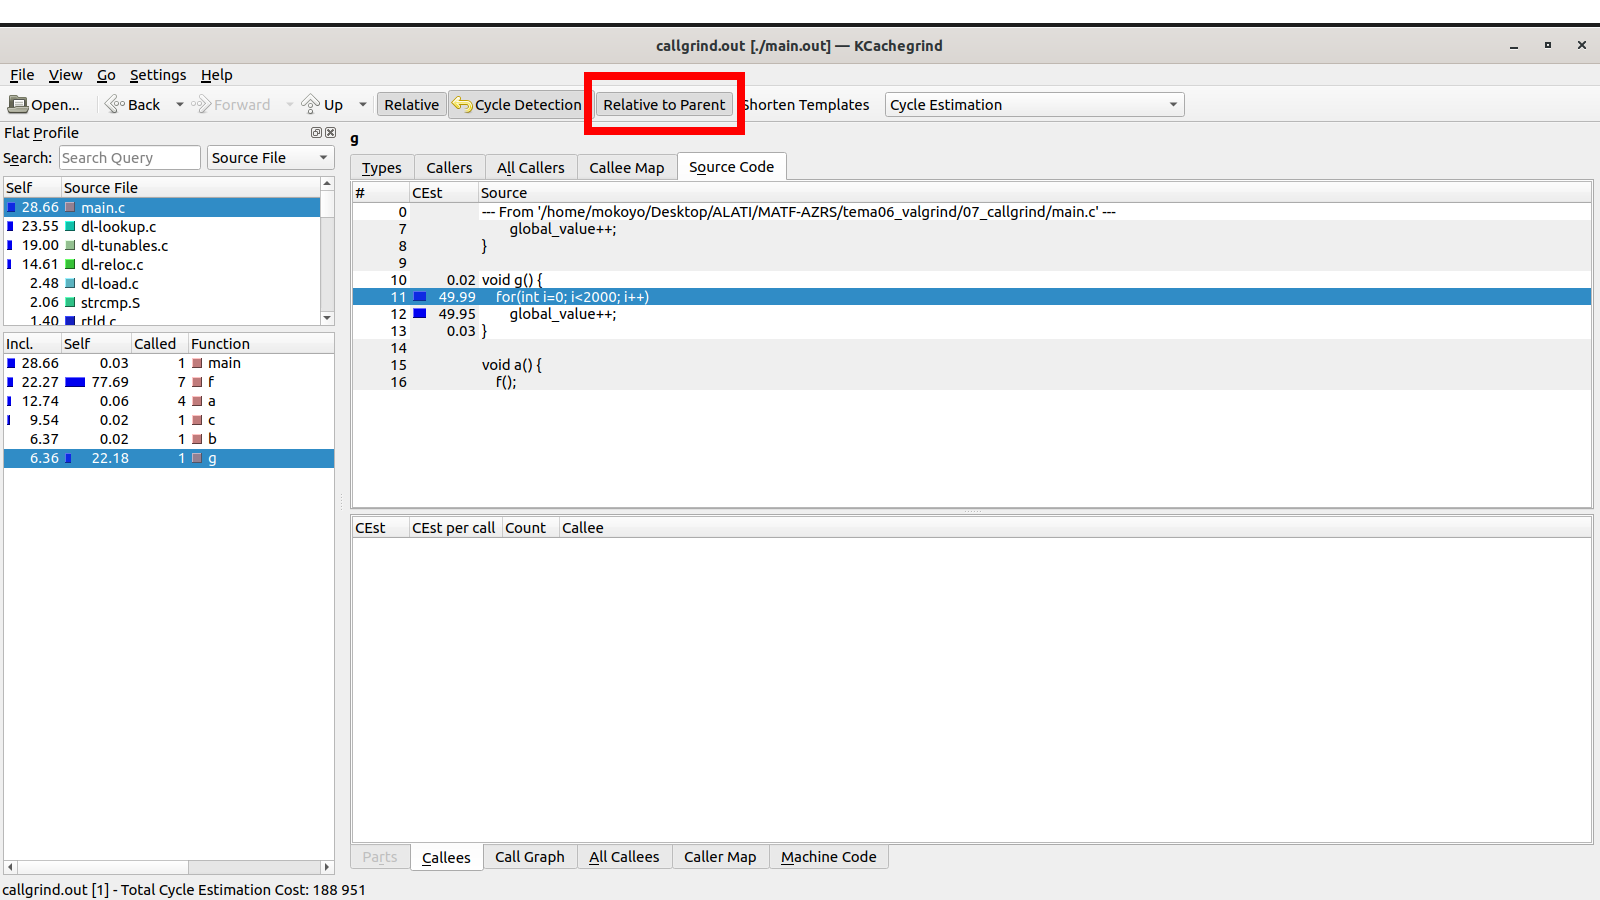 callgrind.out [./main.out] — KCachegrind
File View Go Settings Help
Open... Back Forward Up Relative Cycle Detection Relative to Parent Shorten Templates Cycle Estimation
Flat Profile
Search: Search Query Source File
Self Source File
28.66 main.c
23.55 dl-lookup.c
19.00 dl-tunables.c
14.61 dl-reloc.c
2.48 dl-load.c
2.06 strcmp.S
1.40 rtld.c
Incl. Self Called Function
28.66 0.03 1 main
22.27 77.69 7 f
12.74 0.06 4 a
9.54 0.02 1 c
6.37 0.02 1 b
6.36 22.18 1 g
g
Types Callers All Callers Callee Map Source Code
# CEst Source
0 --- From '/home/mokoyo/Desktop/ALATI/MATF-AZRS/tema06_valgrind/07_callgrind/main.c' ---
7 global_value++;
8 }
9
10 0.02 void g() {
11 49.99 for(int i=0; i<2000; i++)
12 49.95 global_value++;
13 0.03 }
14
15 void a() {
16 f();
CEst CEst per call Count Callee
Parts Callees Call Graph All Callees Caller Map Machine Code
callgrind.out [1] - Total Cycle Estimation Cost: 188 951